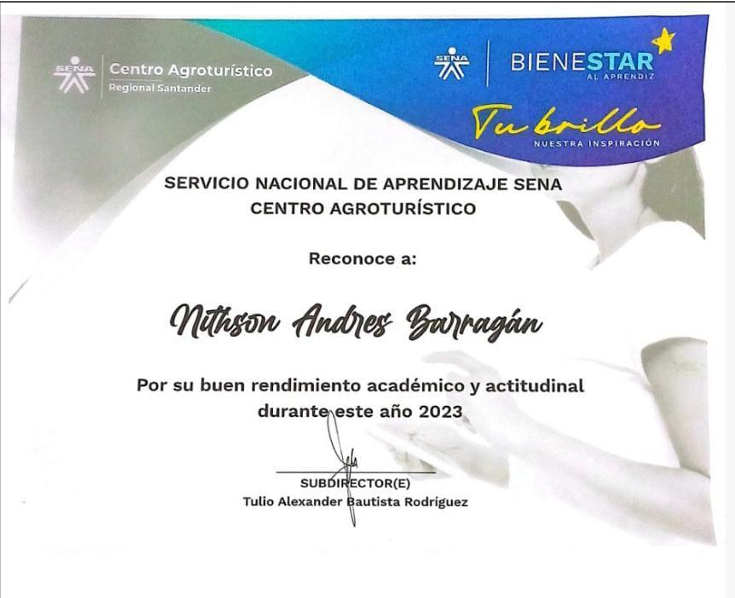 SENA
Centro Agroturístico
Regional Santander
SENA
BIENESTAR
AL APRENDIZ
Tu brillo
NUESTRA INSPIRACIÓN
SERVICIO NACIONAL DE APRENDIZAJE SENA
CENTRO AGROTURÍSTICO
Reconoce a:
Nithson Andres Barragán
Por su buen rendimiento académico y actitudinal
durante este año 2023
SUBDIRECTOR(E)
Tulio Alexander Bautista Rodríguez